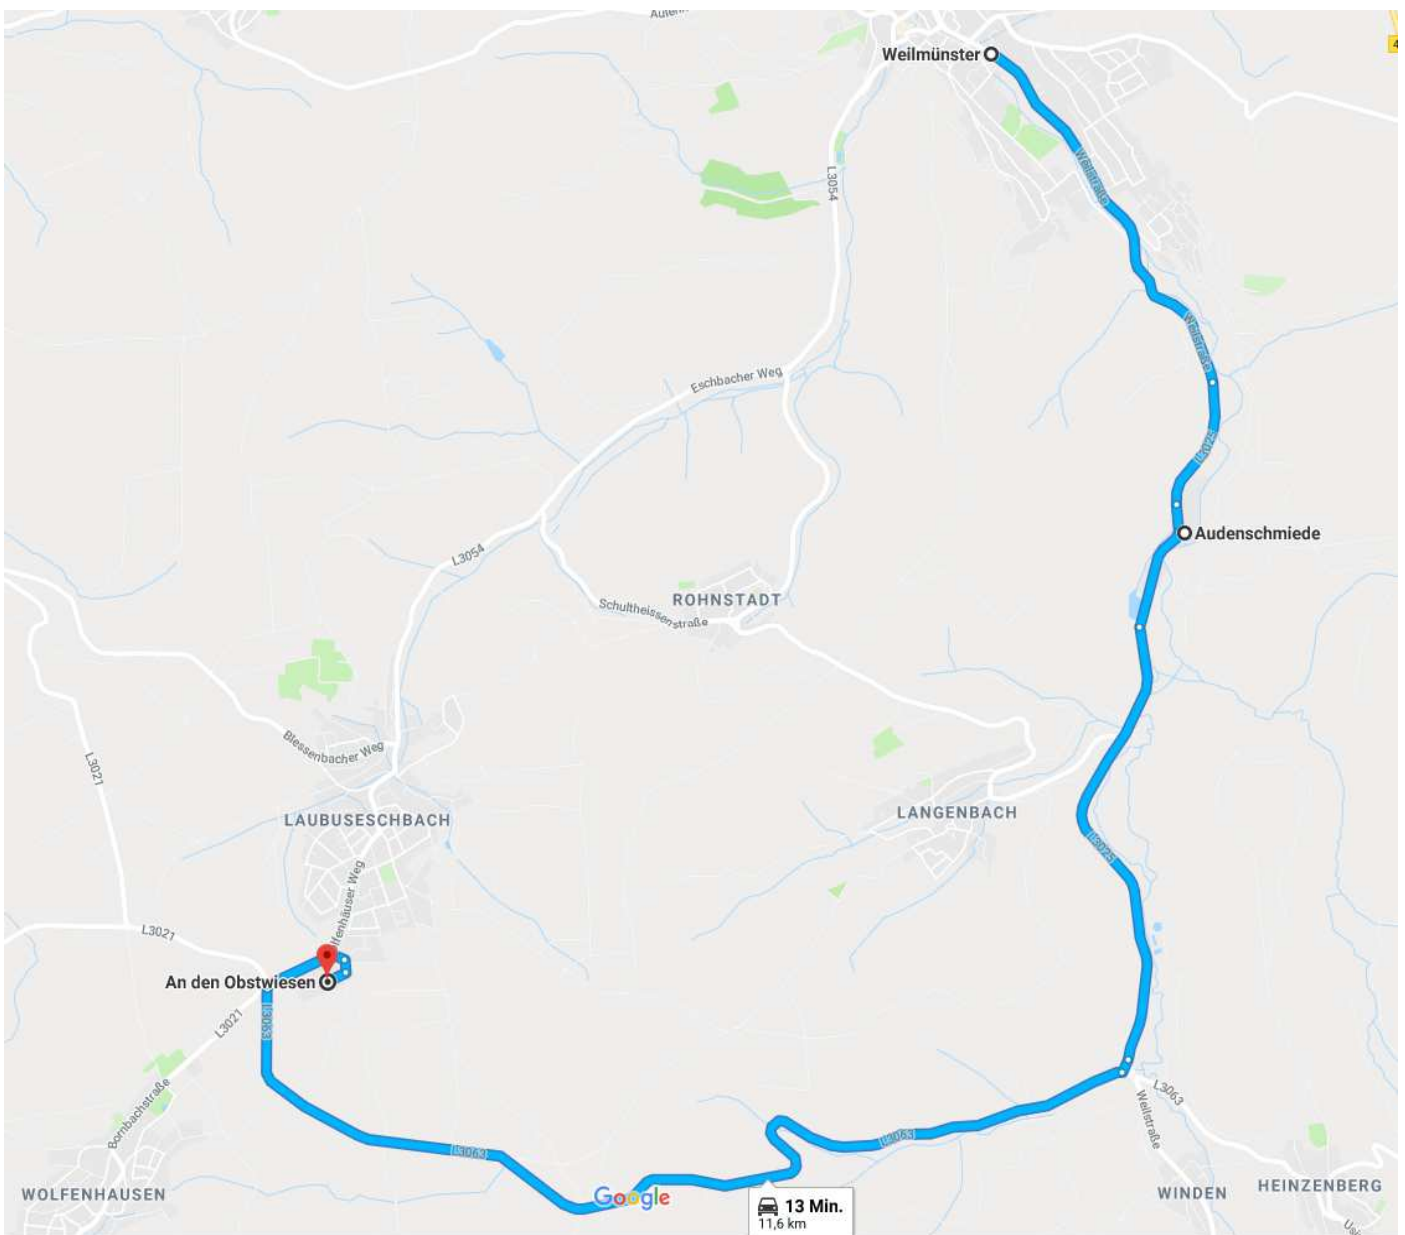 Weilmünster
4
L3054
Weilstraße
Weilstraße
Eschbacher Weg
L3025
Audenschmiede
L3054
ROHNSTADT
Schultheissenstraße
L3021
Blessenbacher Weg
LAUBUSESCHBACH
LANGENBACH
L3025
L3021
An den Obstwiesen
L3063
L3021
Bornbachstraße
L3063
L3063
L3063
Weilstraße
WOLFENHAUSEN
Google
13 Min.
11,6 km
WINDEN
HEINZENBERG